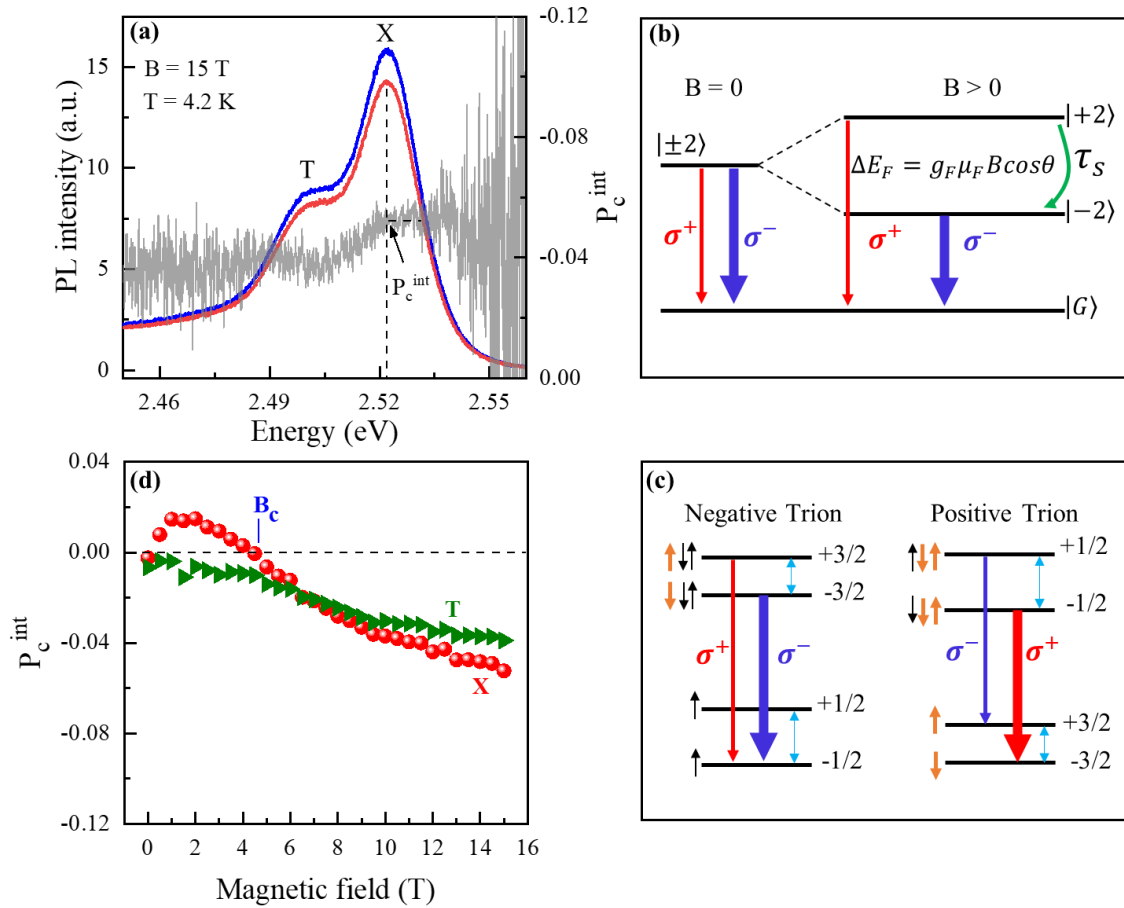 (a)
X
B = 15 T
T = 4.2 K
T
P_c^int
PL intensity (a.u.)
15
10
5
0
-0.12
-0.08
-0.04
0.00
P_c^int
2.46 2.49 2.52 2.55
Energy (eV)
(b)
B = 0 B > 0
|+2⟩
|±2⟩
ΔE_F = g_F μ_F Bcosθ
τ_s
|−2⟩
σ⁺ σ⁻ σ⁺ σ⁻
|G⟩
(d)
B_c
T
X
P_c^int
0.04
0.00
-0.04
-0.08
-0.12
0 2 4 6 8 10 12 14 16
Magnetic field (T)
(c)
Negative Trion Positive Trion
+3/2 +1/2
-3/2 -1/2
σ⁺ σ⁻ σ⁻ σ⁺
+1/2 +3/2
-1/2 -3/2